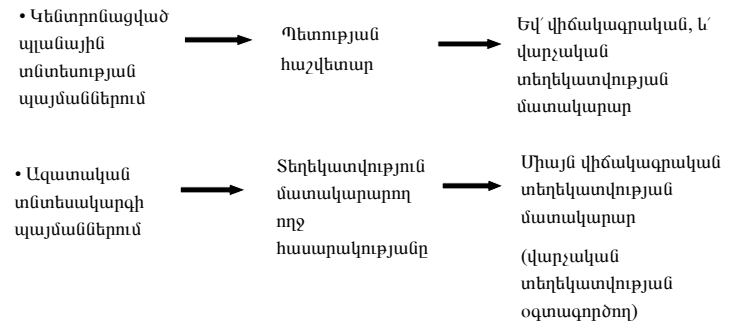 • Կենտրոնացված
պլանային
տնտեսության
պայմաններում
Պետության
հաշվետար
Եվ՛ վիճակագրական, և՛
վարչական
տեղեկատվության
մատակարար
• Ազատական
տնտեսակարգի
պայմաններում
Տեղեկատվություն
մատակարարող
ողջ
հասարակությանը
Միայն վիճակագրական
տեղեկատվության
մատակարար
(վարչական
տեղեկատվության
օգտագործող)